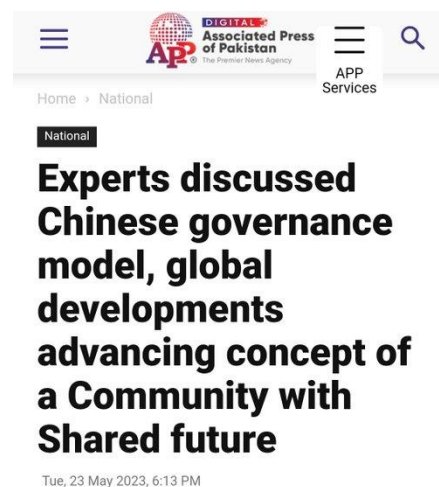 DIGITAL
Associated Press
of Pakistan
APP®
The Premier News Agency
APP
Services
Home › National
National
Experts discussed
Chinese governance
model, global
developments
advancing concept of
a Community with
Shared future
Tue, 23 May 2023, 6:13 PM